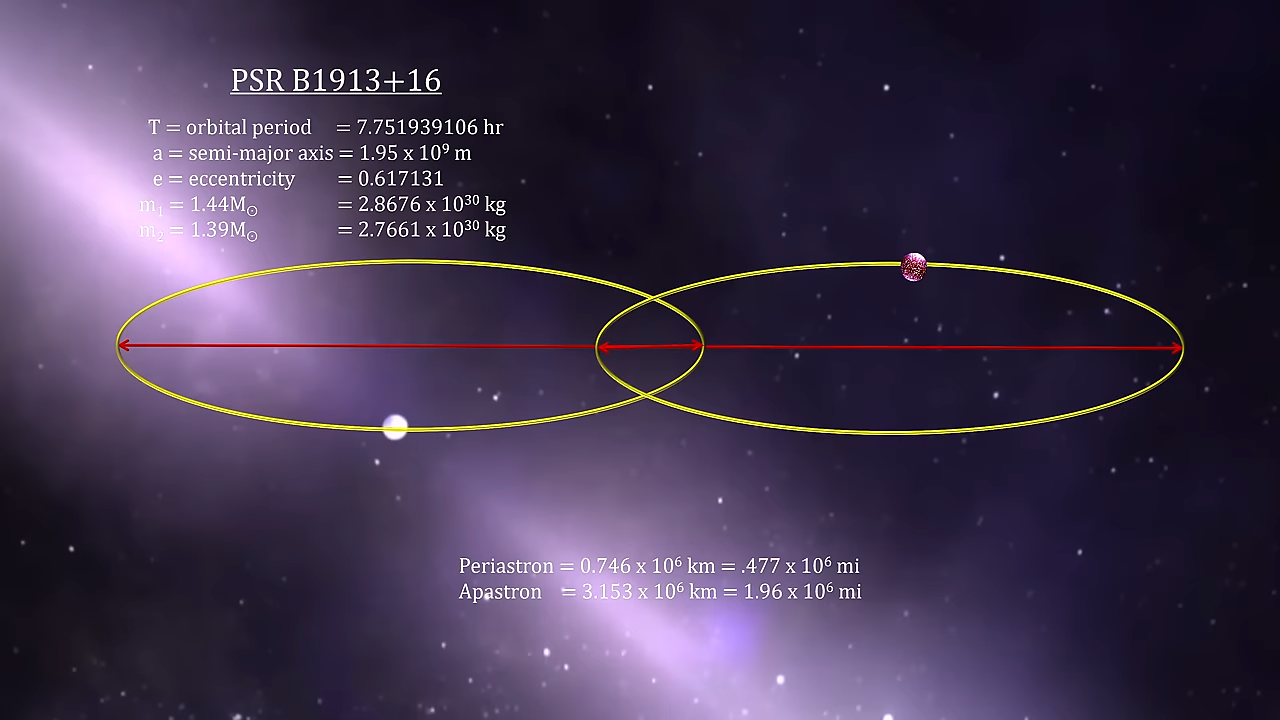 PSR B1913+16
T = orbital period = 7.751939106 hr
a = semi-major axis = 1.95 x 10⁹ m
e = eccentricity = 0.617131
m₁ = 1.44M☉ = 2.8676 x 10³⁰ kg
m₂ = 1.39M☉ = 2.7661 x 10³⁰ kg
Periastron = 0.746 x 10⁶ km = .477 x 10⁶ mi
Apastron = 3.153 x 10⁶ km = 1.96 x 10⁶ mi